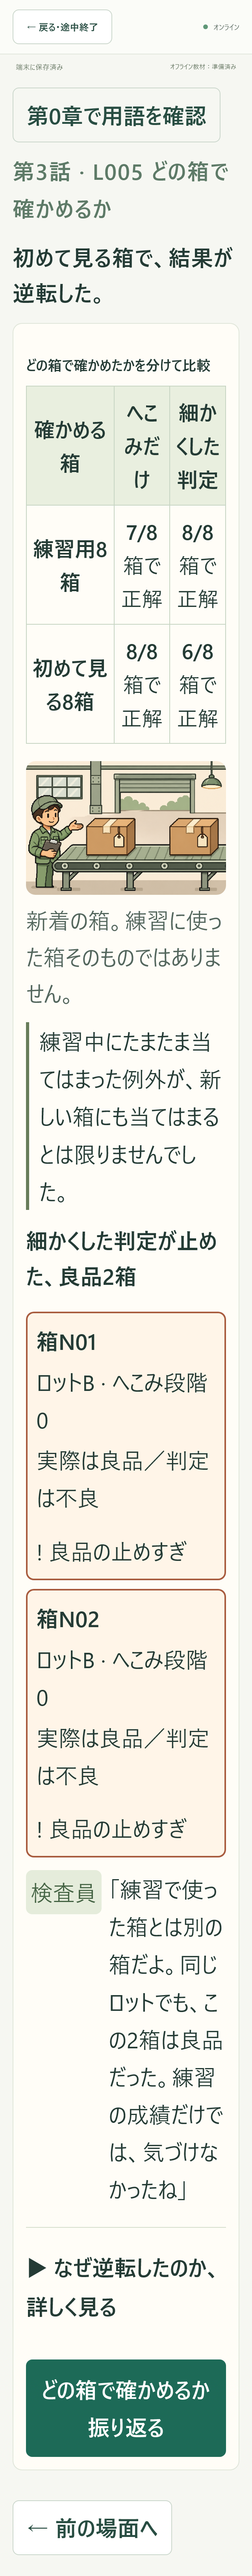 ← 戻る・途中終了
オンライン
端末に保存済み
オフライン教材：準備済み
第0章で用語を確認
第3話・L005 どの箱で
確かめるか
初めて見る箱で、結果が
逆転した。
どの箱で確かめたかを分けて比較
確かめる
箱
へこ
みだ
け
細か
くした
判定
練習用8
箱
7/8
箱で
正解
8/8
箱で
正解
初めて見
る8箱
8/8
箱で
正解
6/8
箱で
正解
新着の箱。練習に使っ
た箱そのものではありま
せん。
練習中にたまたま当
てはまった例外が、新
しい箱にも当てはまる
とは限りませんでし
た。
細かくした判定が止め
た、良品2箱
箱N01
ロットB・へこみ段階
0
実際は良品／判定
は不良
! 良品の止めすぎ
箱N02
ロットB・へこみ段階
0
実際は良品／判定
は不良
! 良品の止めすぎ
検査員
「練習で使っ
た箱とは別の
箱だよ。同じ
ロットでも、こ
の2箱は良品
だった。練習
の成績だけで
は、気づけな
かったね」
▶ なぜ逆転したのか、
詳しく見る
どの箱で確かめるか
振り返る
← 前の場面へ